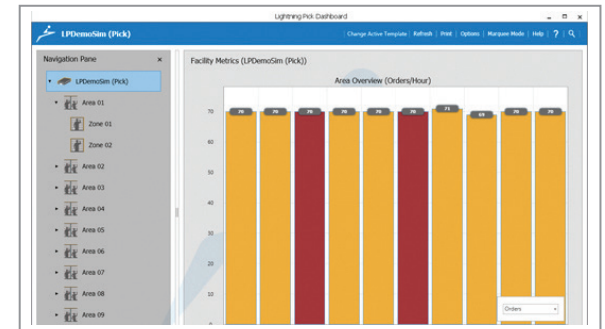 Lightning Pick Dashboard
LPDemoSim (Pick)
Change Active Template | Refresh | Print | Options | Marquee Mode | Help | ? |
Navigation Pane x
LPDemoSim (Pick)
Area 01
Zone 01
Zone 02
Area 02
Area 03
Area 04
Area 05
Area 06
Area 07
Area 08
Area 09
Facility Metrics (LPDemoSim (Pick))
Area Overview (Orders/Hour)
70 70 70 70 70 70 71 69 70 70
70
60
50
40
30
20
10
0
Orders